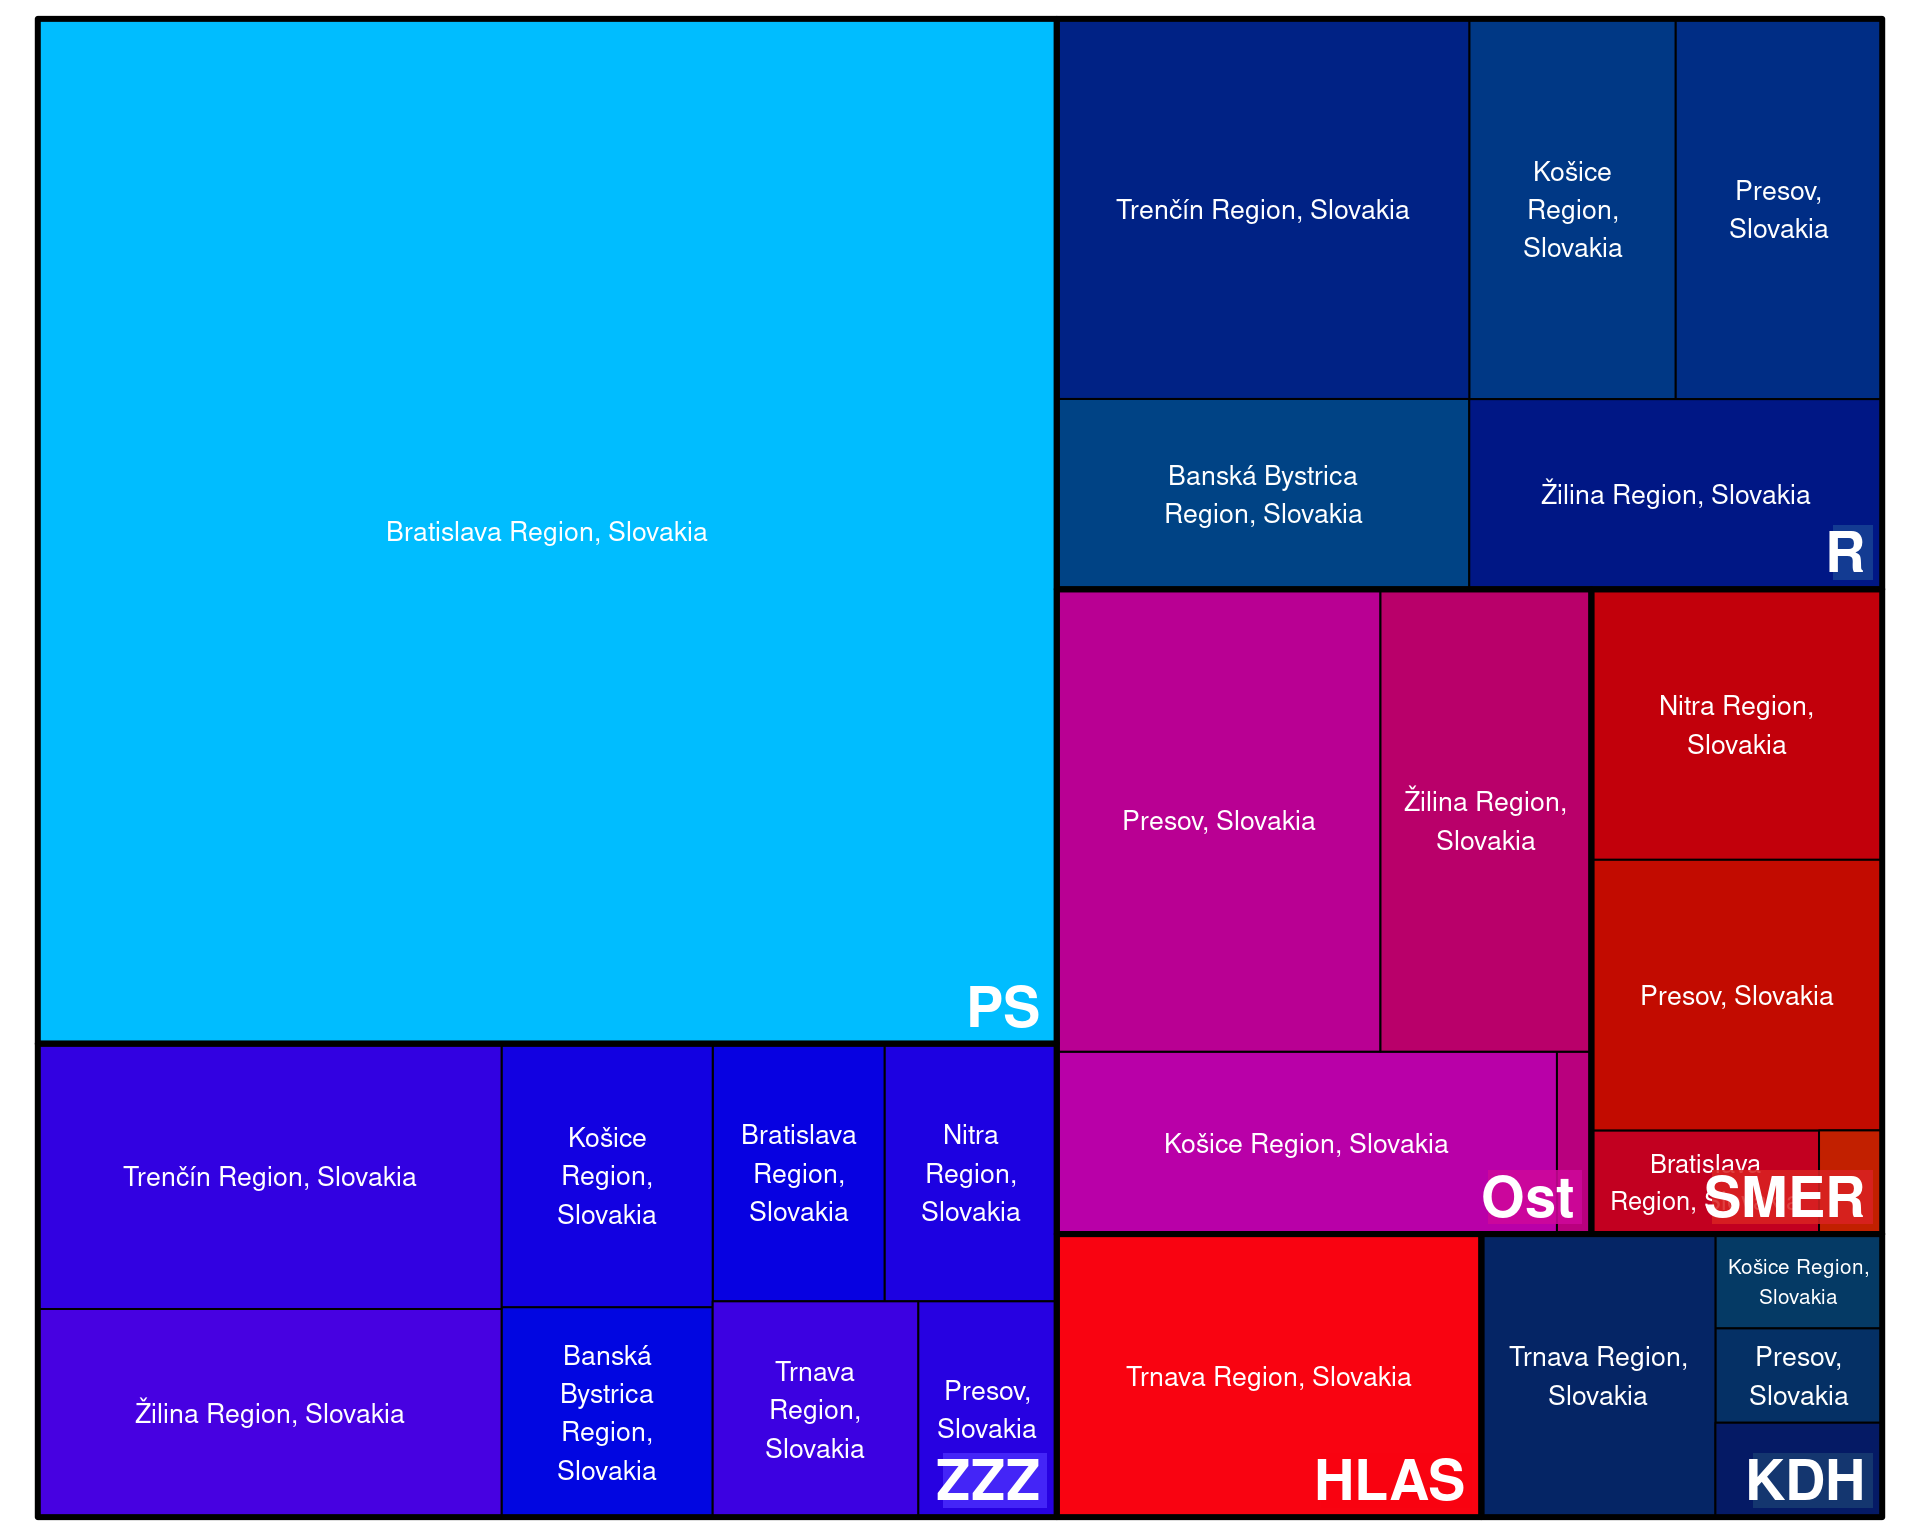 Bratislava Region, Slovakia
PS
Trenčín Region, Slovakia
Košice
Region,
Slovakia
Presov,
Slovakia
Banská Bystrica
Region, Slovakia
Žilina Region, Slovakia
R
Presov, Slovakia
Žilina Region,
Slovakia
Košice Region, Slovakia
Ost
Nitra Region,
Slovakia
Presov, Slovakia
Bratislava
Region,
SMER
Trenčín Region, Slovakia
Žilina Region, Slovakia
Košice
Region,
Slovakia
Banská
Bystrica
Region,
Slovakia
Bratislava
Region,
Slovakia
Nitra
Region,
Slovakia
Trnava
Region,
Slovakia
Presov,
Slovakia
ZZZ
Trnava Region, Slovakia
HLAS
Trnava Region,
Slovakia
Košice Region,
Slovakia
Presov,
Slovakia
KDH